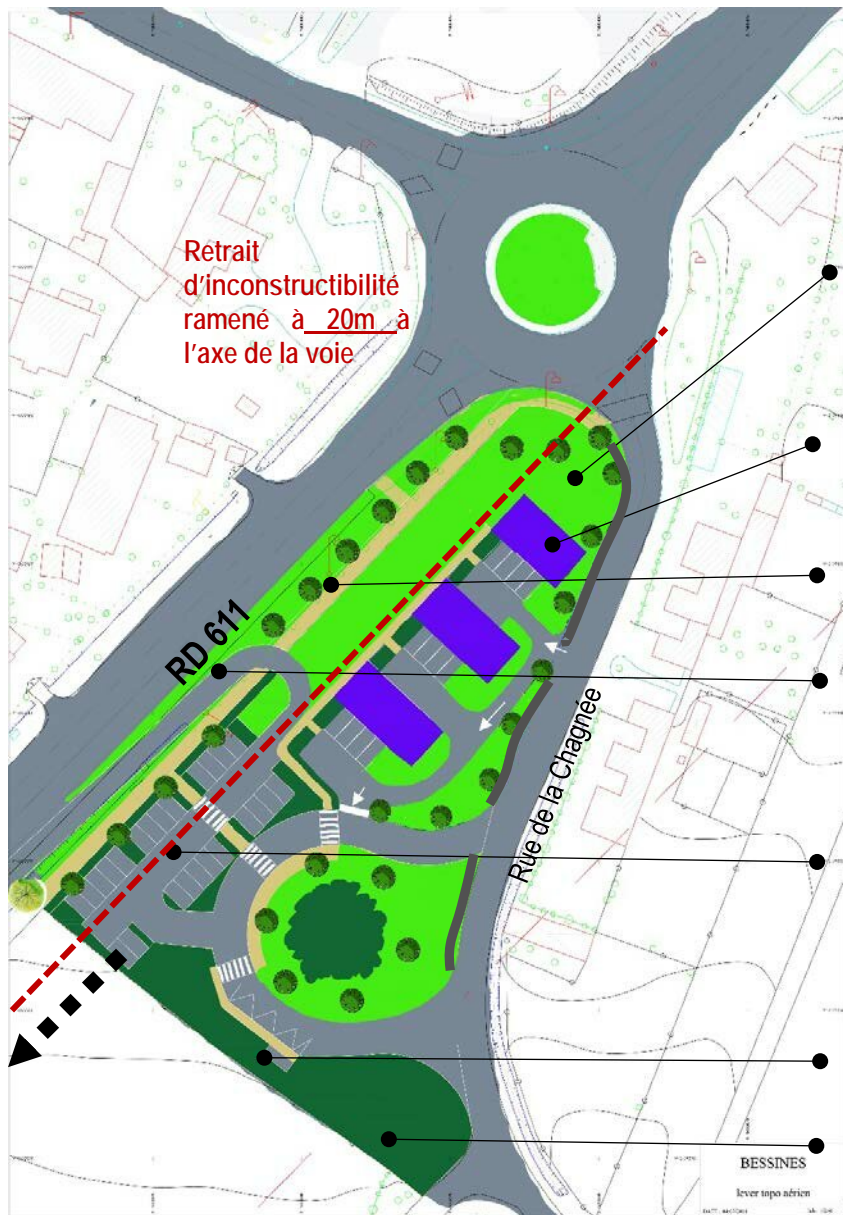 Retrait
d'inconstructibilité
ramené à 20m à
l'axe de la voie
RD 611
Rue de la Chagnée
BESSINES
lever topo aérien